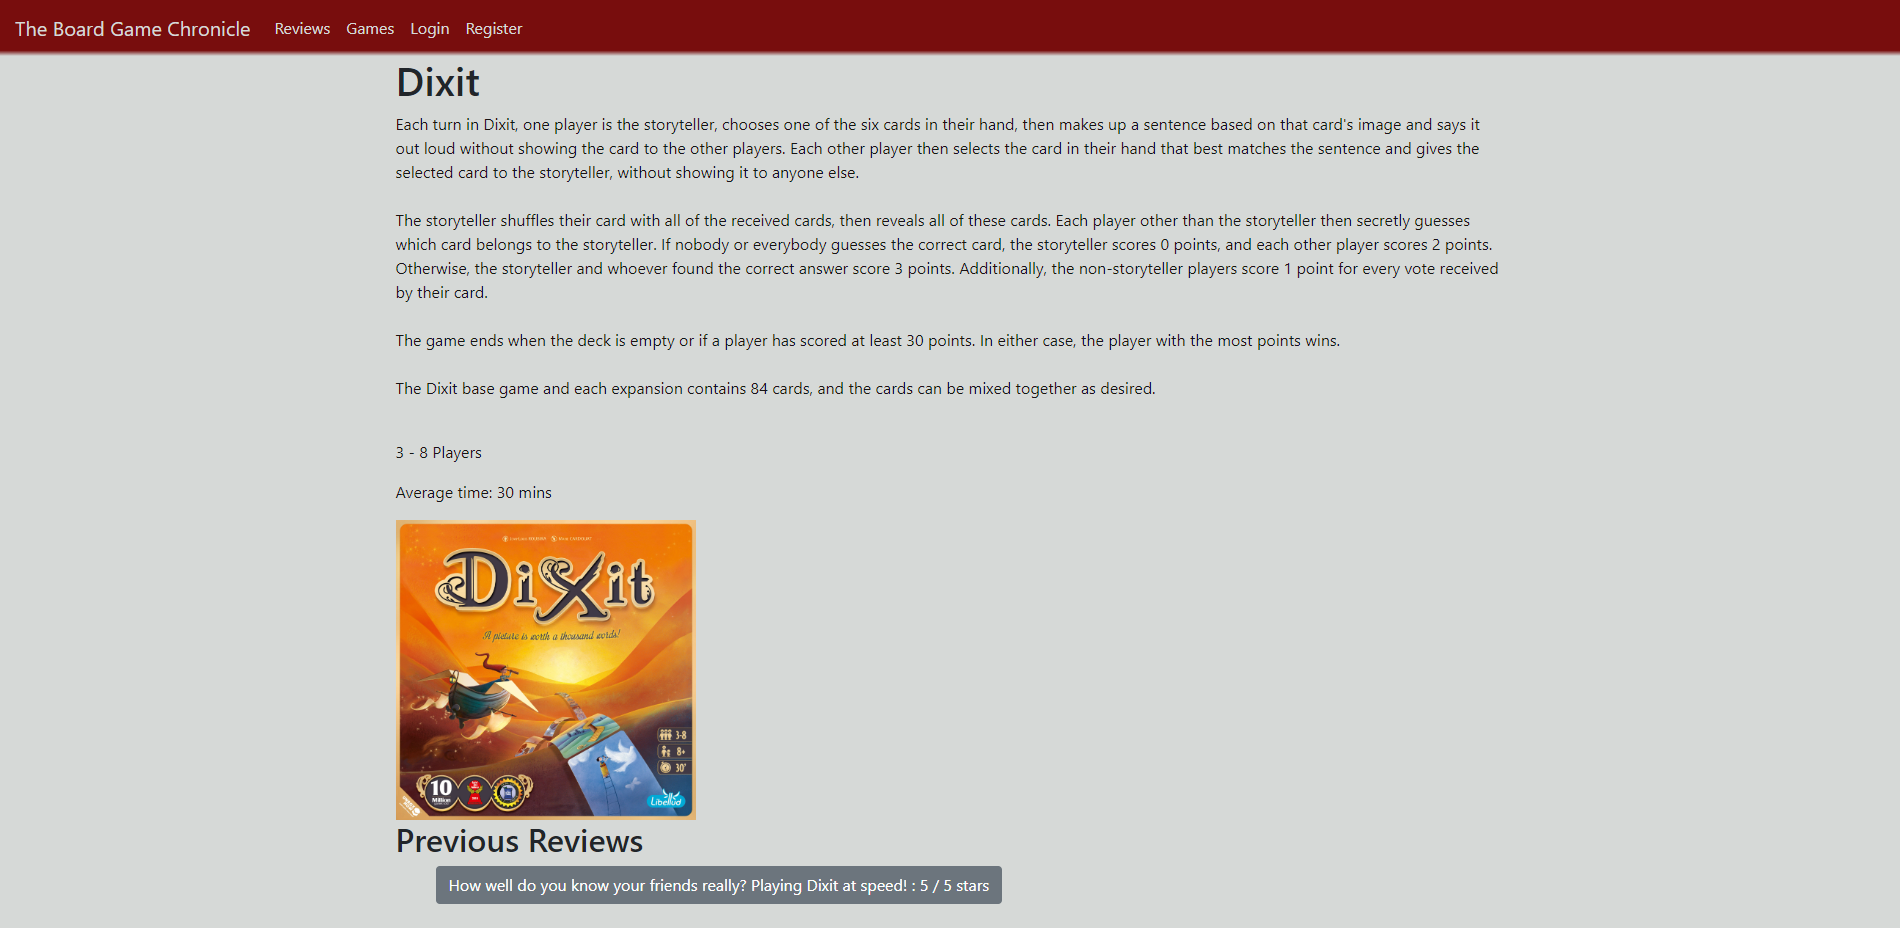 The Board Game Chronicle Reviews Games Login Register
Dixit
Each turn in Dixit, one player is the storyteller, chooses one of the six cards in their hand, then makes up a sentence based on that card's image and says it
out loud without showing the card to the other players. Each other player then selects the card in their hand that best matches the sentence and gives the
selected card to the storyteller, without showing it to anyone else.
The storyteller shuffles their card with all of the received cards, then reveals all of these cards. Each player other than the storyteller then secretly guesses
which card belongs to the storyteller. If nobody or everybody guesses the correct card, the storyteller scores 0 points, and each other player scores 2 points.
Otherwise, the storyteller and whoever found the correct answer score 3 points. Additionally, the non-storyteller players score 1 point for every vote received
by their card.
The game ends when the deck is empty or if a player has scored at least 30 points. In either case, the player with the most points wins.
The Dixit base game and each expansion contains 84 cards, and the cards can be mixed together as desired.
3 - 8 Players
Average time: 30 mins
DiXit
A picture is worth a thousand words!
3-8
8+
30'
10
Million
Libellud
Previous Reviews
How well do you know your friends really? Playing Dixit at speed! : 5 / 5 stars